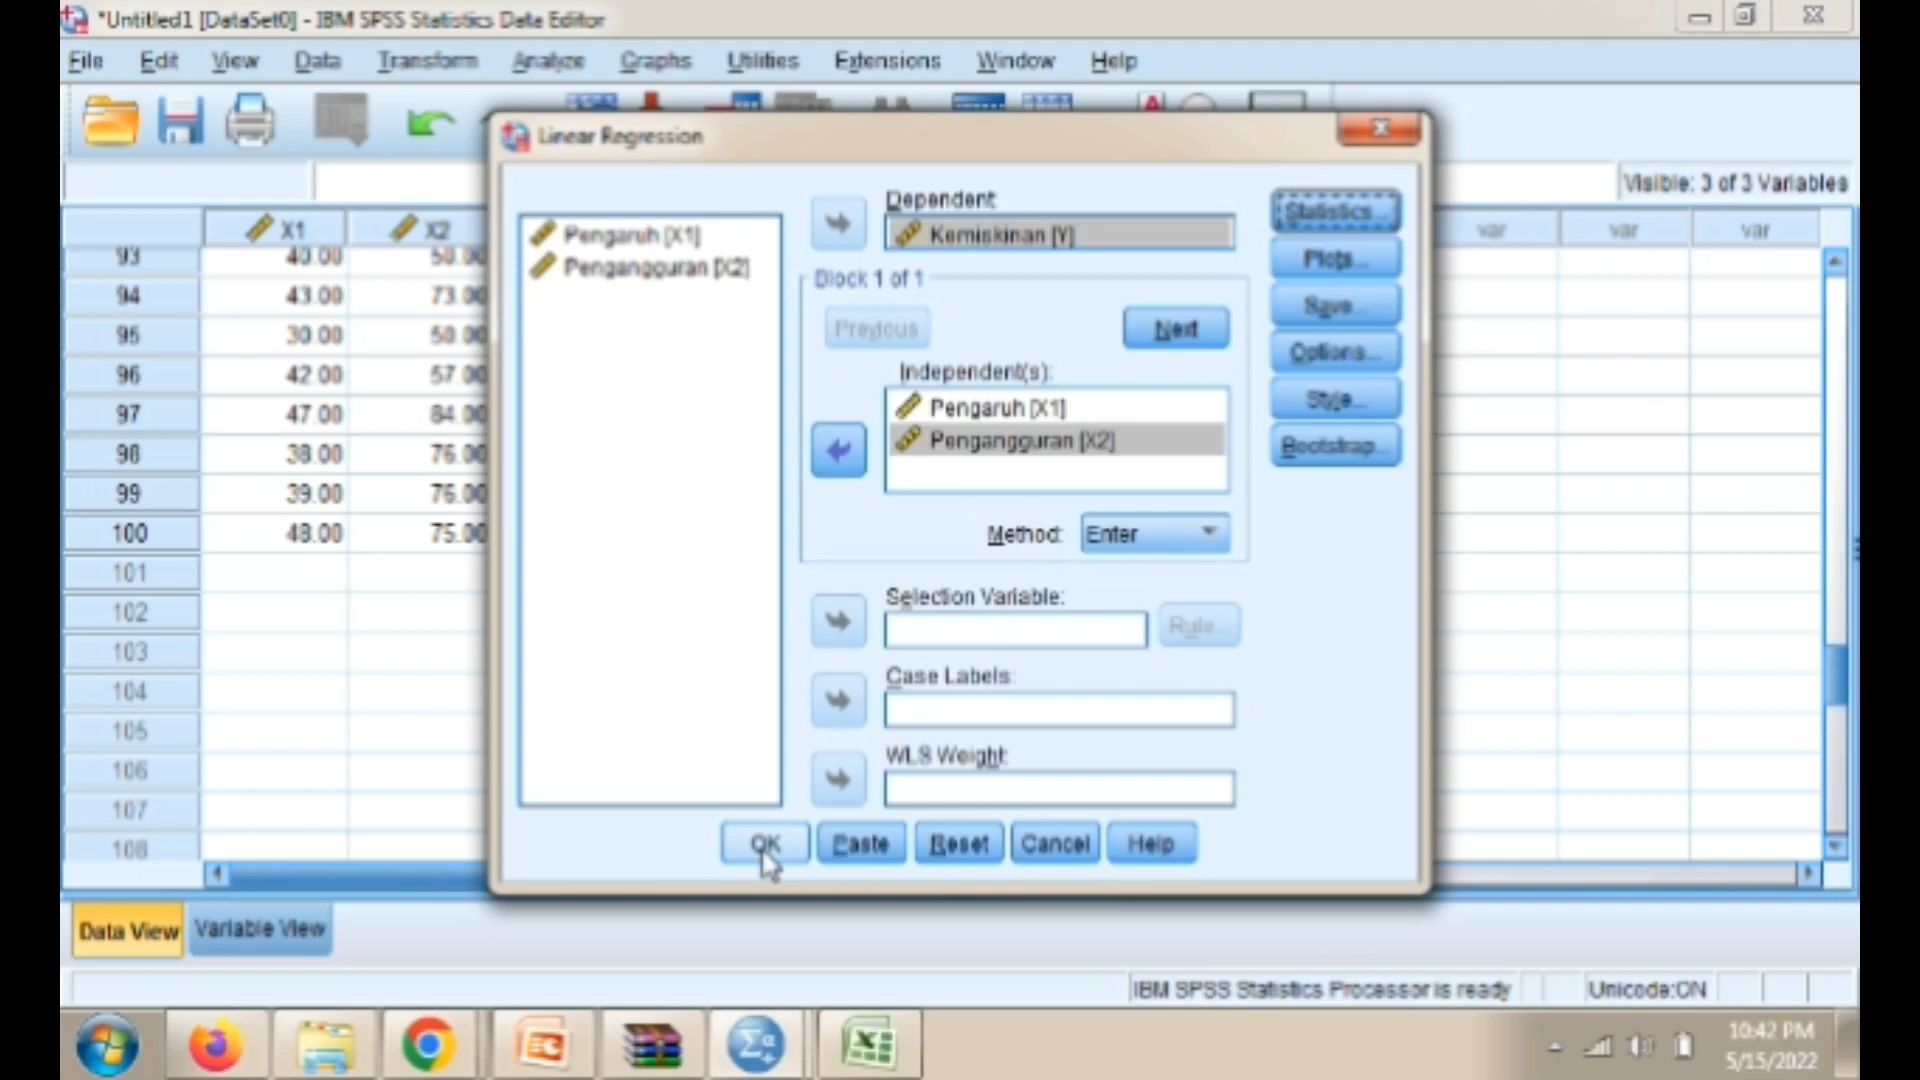 *Untitled1 [DataSet0] - IBM SPSS Statistics Data Editor
File Edit View Data Transform Analyze Graphs Utilities Extensions Window Help
Linear Regression
Visible: 3 of 3 Variables
X1 X2 var var var
93 40.00 50.00
94 43.00 73.00
95 30.00 50.00
96 42.00 57.00
97 47.00 84.00
98 38.00 76.00
99 39.00 76.00
100 48.00 75.00
101
102
103
104
105
106
107
108
Pengaruh [X1]
Pengangguran [X2]
Dependent:
Kemiskinan [Y]
Block 1 of 1
Previous Next
Independent(s):
Pengaruh [X1]
Pengangguran [X2]
Method: Enter
Selection Variable:
Rule...
Case Labels:
WLS Weight:
Statistics...
Plots...
Save...
Options...
Style...
Bootstrap...
OK Paste Reset Cancel Help
Data View Variable View
IBM SPSS Statistics Processor is ready Unicode:ON
10:42 PM
5/15/2022